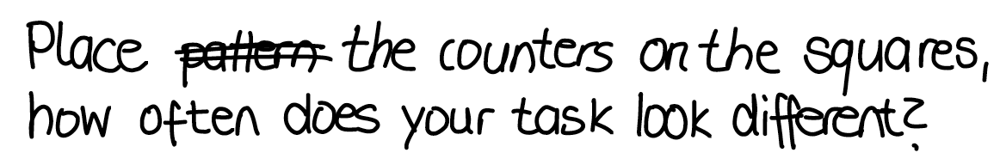 Place the counters on the squares,
how often does your task look different?